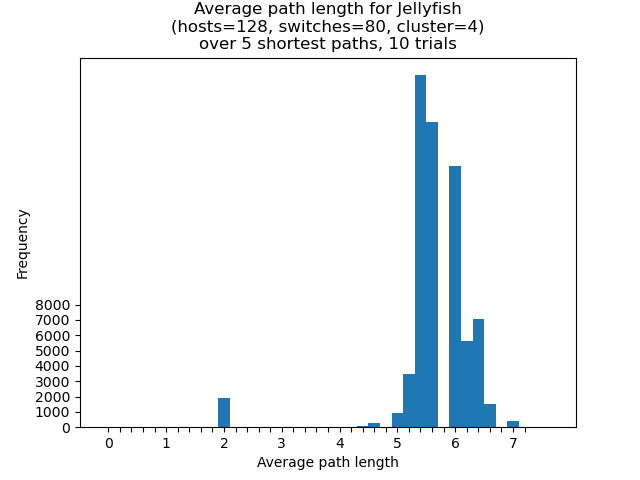 Average path length for Jellyfish
(hosts=128, switches=80, cluster=4)
over 5 shortest paths, 10 trials
Frequency
8000
7000
6000
5000
4000
3000
2000
1000
0
0 1 2 3 4 5 6 7
Average path length